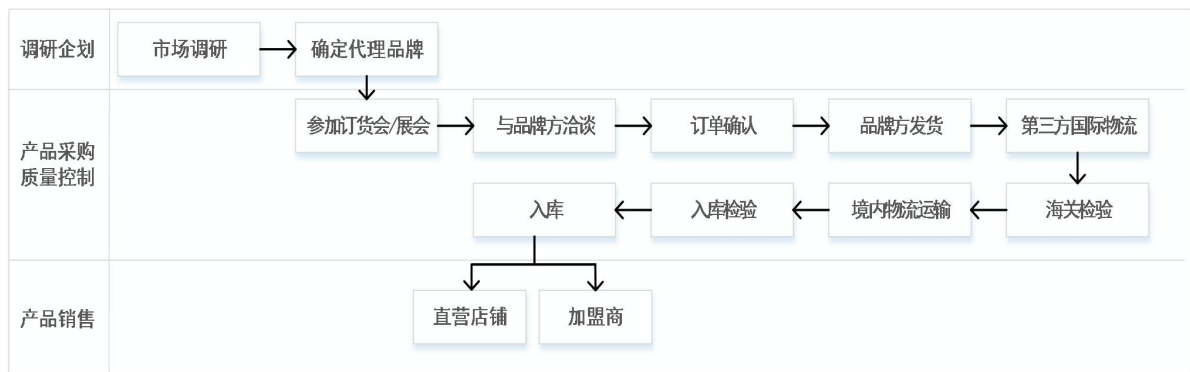 调研企划
市场调研
确定代理品牌
产品采购
质量控制
参加订货会/展会
与品牌方洽谈
订单确认
品牌方发货
第三方国际物流
入库
入库检验
境内物流运输
海关检验
产品销售
直营店铺
加盟商